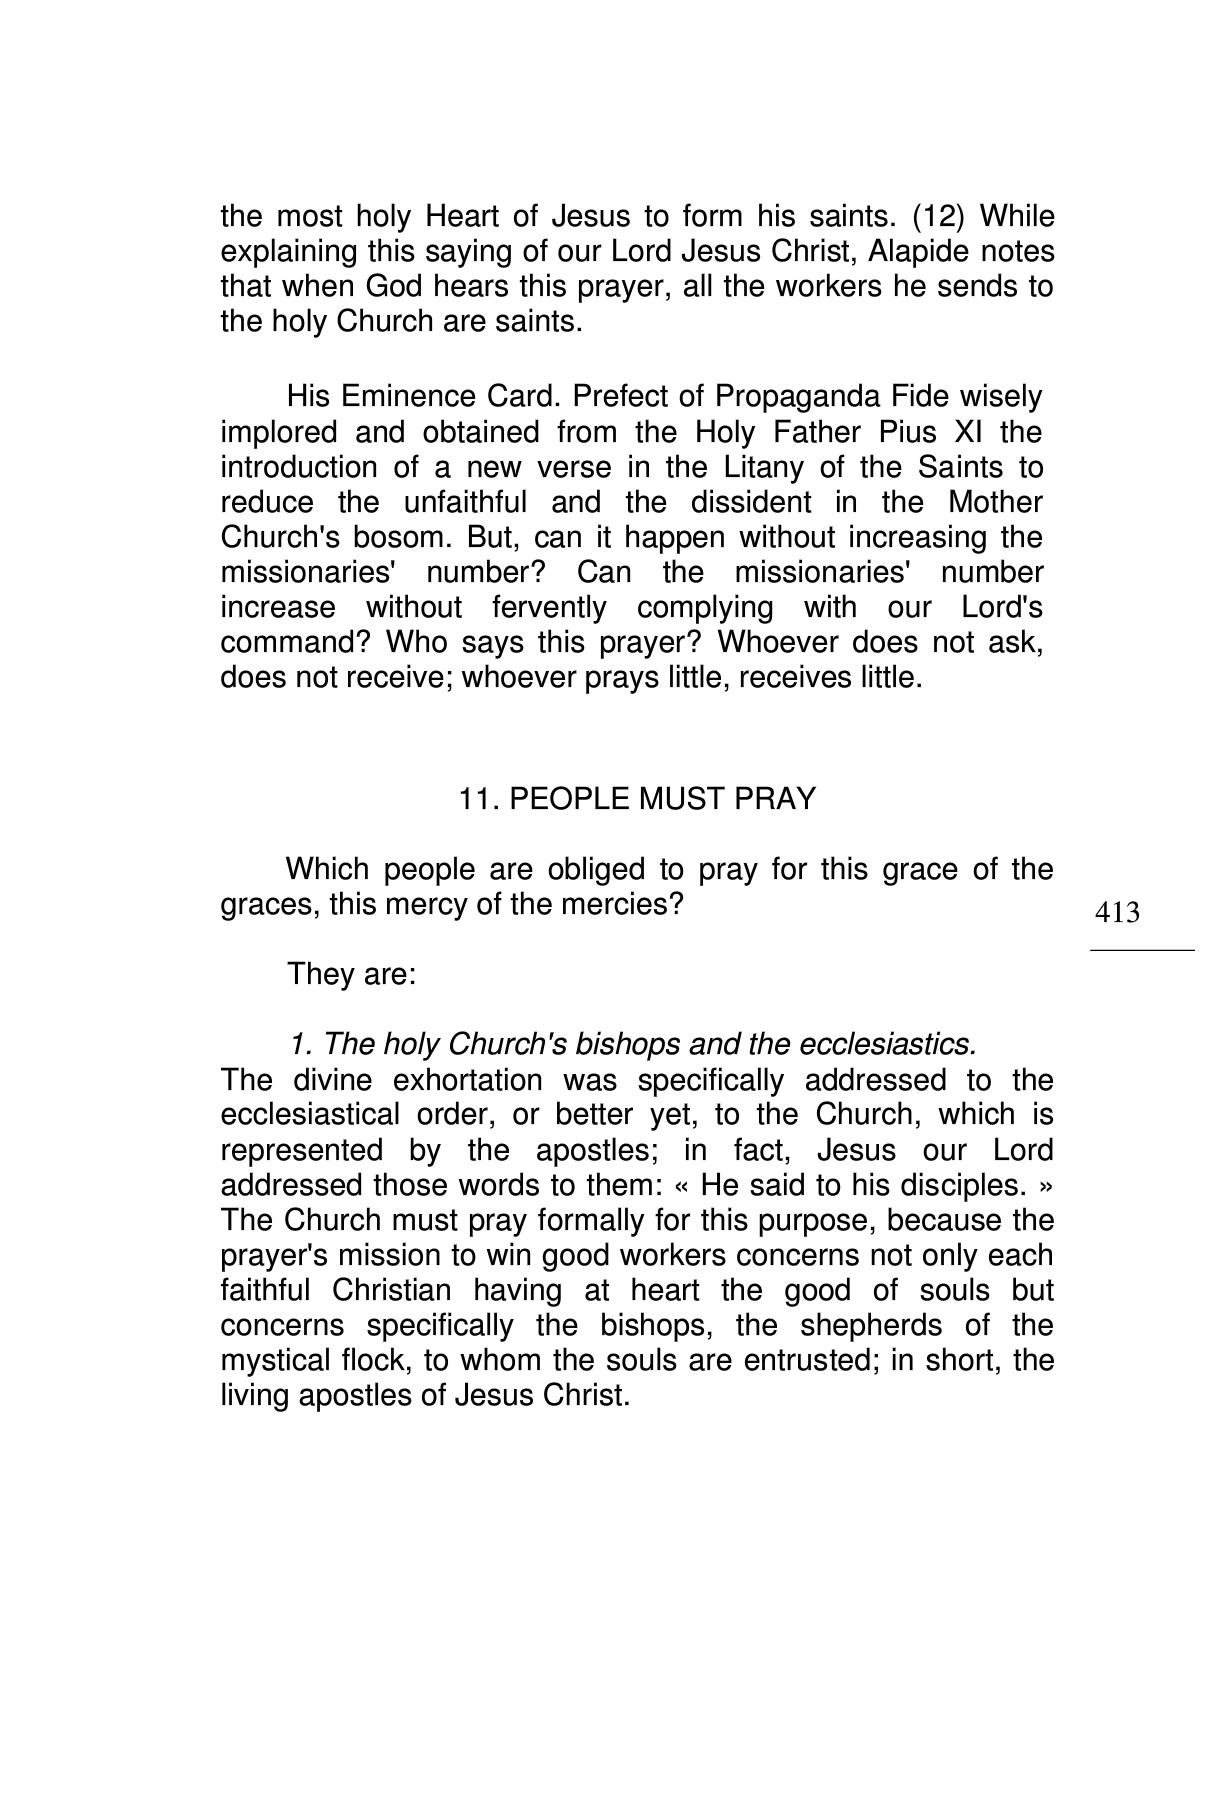 the most holy Heart of Jesus to form his saints. (12) While
explaining this saying of our Lord Jesus Christ, Alapide notes
that when God hears this prayer, all the workers he sends to
the holy Church are saints.
His Eminence Card. Prefect of Propaganda Fide wisely
implored and obtained from the Holy Father Pius XI the
introduction of a new verse in the Litany of the Saints to
reduce the unfaithful and the dissident in the Mother
Church's bosom. But, can it happen without increasing the
missionaries' number? Can the missionaries' number
increase without fervently complying with our Lord's
command? Who says this prayer? Whoever does not ask,
does not receive; whoever prays little, receives little.
11. PEOPLE MUST PRAY
Which people are obliged to pray for this grace of the
graces, this mercy of the mercies?
413
They are:
1. The holy Church's bishops and the ecclesiastics.
The divine exhortation was specifically addressed to the
ecclesiastical order, or better yet, to the Church, which is
represented by the apostles; in fact, Jesus our Lord
addressed those words to them: « He said to his disciples. »
The Church must pray formally for this purpose, because the
prayer's mission to win good workers concerns not only each
faithful Christian having at heart the good of souls but
concerns specifically the bishops, the shepherds of the
mystical flock, to whom the souls are entrusted; in short, the
living apostles of Jesus Christ.